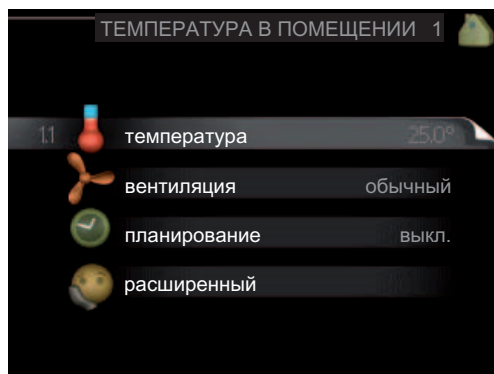 ТЕМПЕРАТУРА В ПОМЕЩЕНИИ 1
1.1 температура 25.0°
вентиляция обычный
планирование выкл.
расширенный